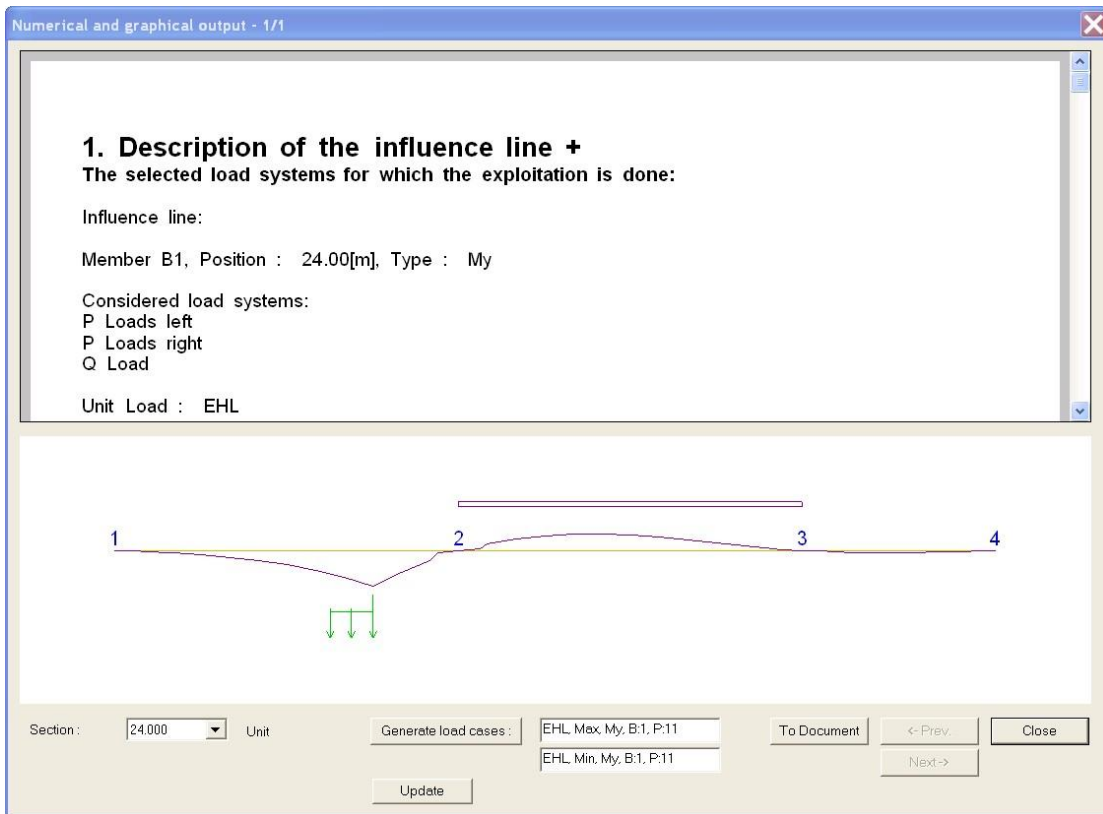 Numerical and graphical output - 1/1
1. Description of the influence line +
The selected load systems for which the exploitation is done:
Influence line:
Member B1, Position : 24.00[m], Type : My
Considered load systems:
P Loads left
P Loads right
Q Load
Unit Load : EHL
1 2 3 4
Section : 24.000 Unit Generate load cases : EHL, Max, My, B:1, P:11 To Document <- Prev. Close
EHL, Min, My, B:1, P:11 Next ->
Update